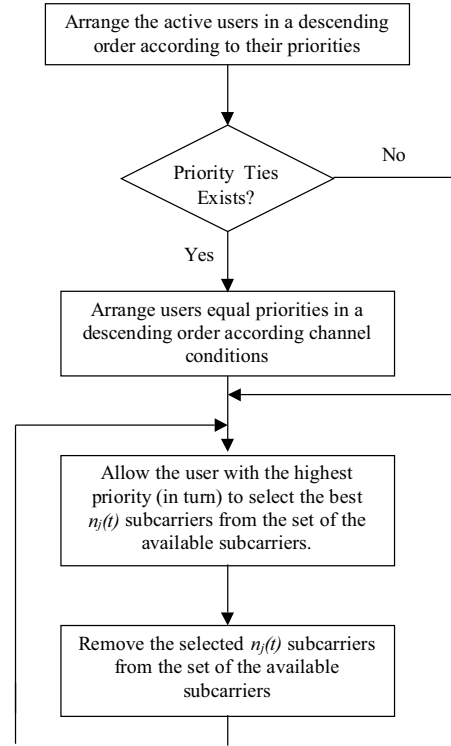 Arrange the active users in a descending
order according to their priorities
Priority Ties
Exists?
No
Yes
Arrange users equal priorities in a
descending order according channel
conditions
Allow the user with the highest
priority (in turn) to select the best
nj(t) subcarriers from the set of the
available subcarriers.
Remove the selected nj(t) subcarriers
from the set of the available
subcarriers